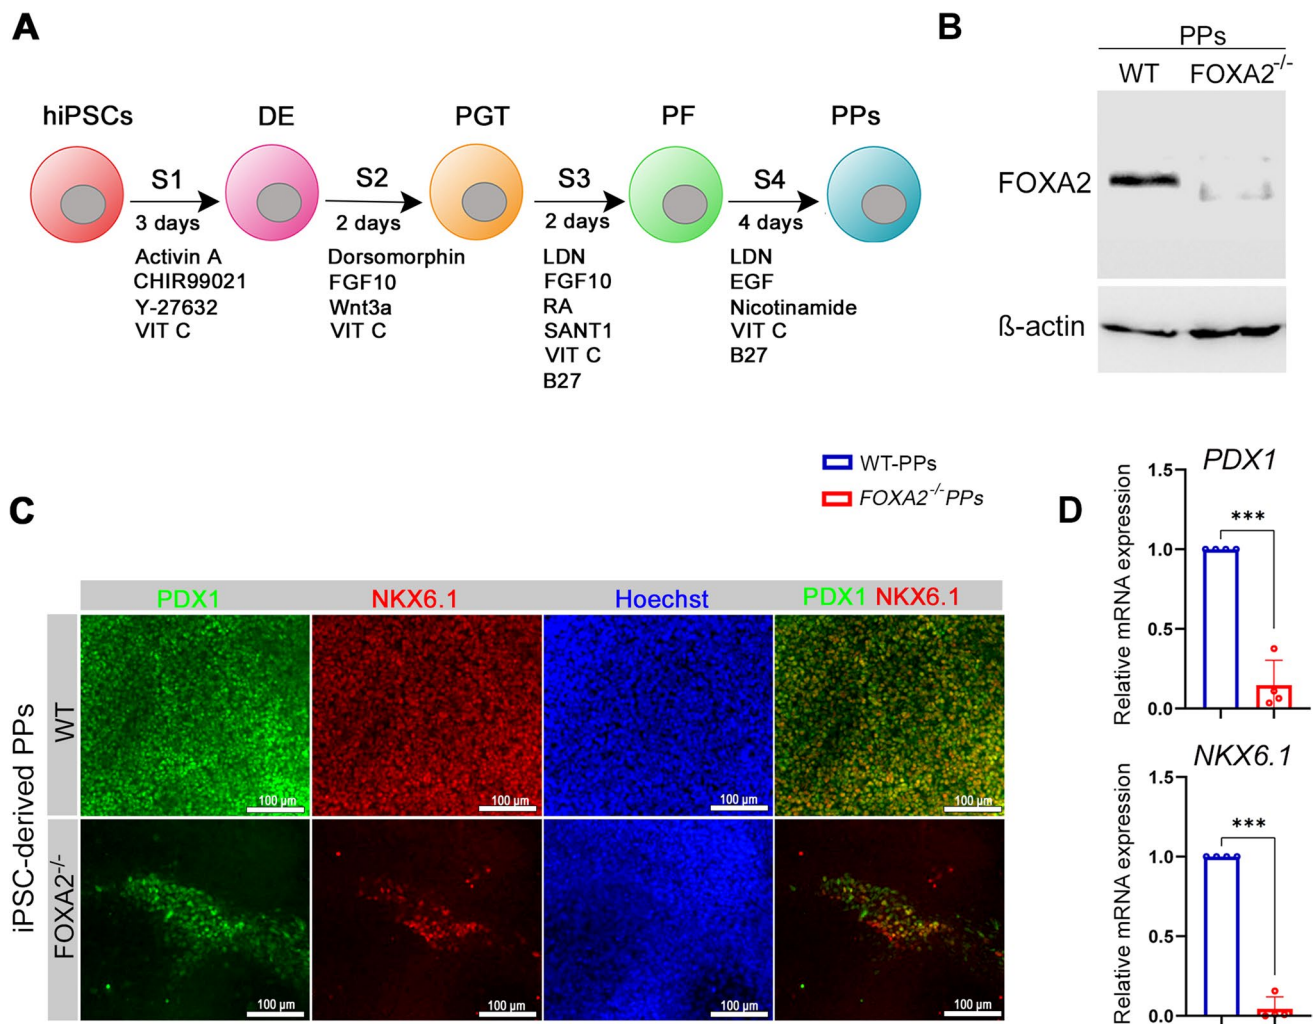 A
hiPSCs DE PGT PF PPs
S1 S2 S3 S4
3 days 2 days 2 days 4 days
Activin A
CHIR99021
Y-27632
VIT C
Dorsomorphin
FGF10
Wnt3a
VIT C
LDN
FGF10
RA
SANT1
VIT C
B27
LDN
EGF
Nicotinamide
VIT C
B27
B
PPs
WT FOXA2-/-
FOXA2
ß-actin
WT-PPs
FOXA2-/-PPs
C
PDX1 NKX6.1 Hoechst PDX1 NKX6.1
iPSC-derived PPs
WT
100 µm 100 µm 100 µm 100 µm
FOXA2-/-
100 µm 100 µm 100 µm 100 µm
D
PDX1
Relative mRNA expression
1.5
1.0
0.5
0.0
***
NKX6.1
Relative mRNA expression
1.5
1.0
0.5
0.0
***